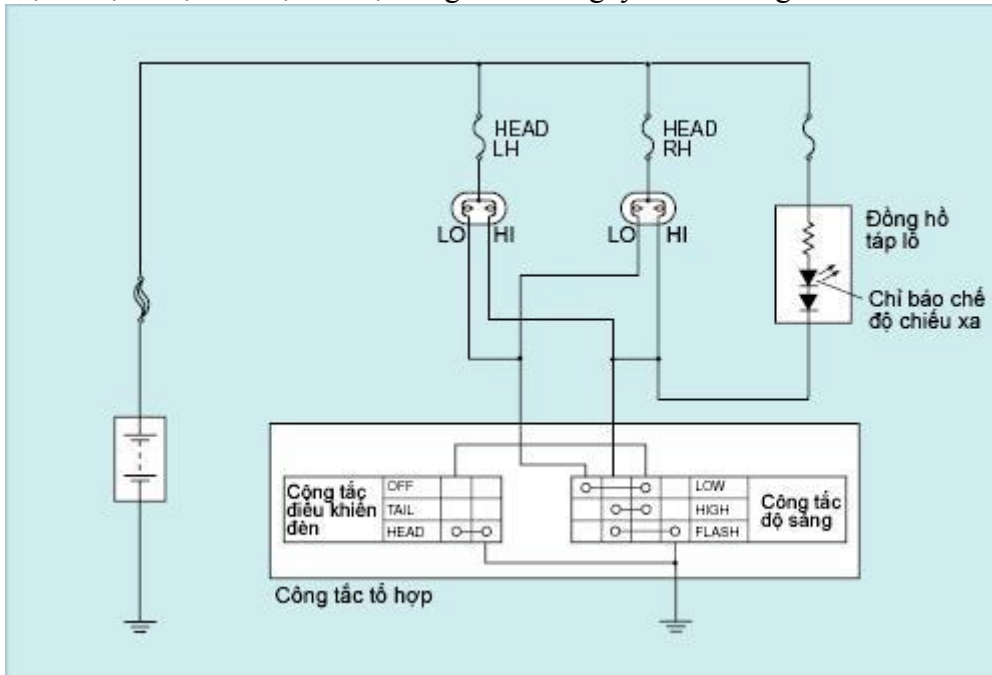 HEAD
LH
HEAD
RH
LO HI
LO HI
Đồng hồ
táp lô
Chỉ báo chế
độ chiếu xa
Công tắc
điều khiển
đèn
OFF
TAIL
HEAD
LOW
HIGH
FLASH
Công tắc
độ sáng
Công tắc tổ hợp